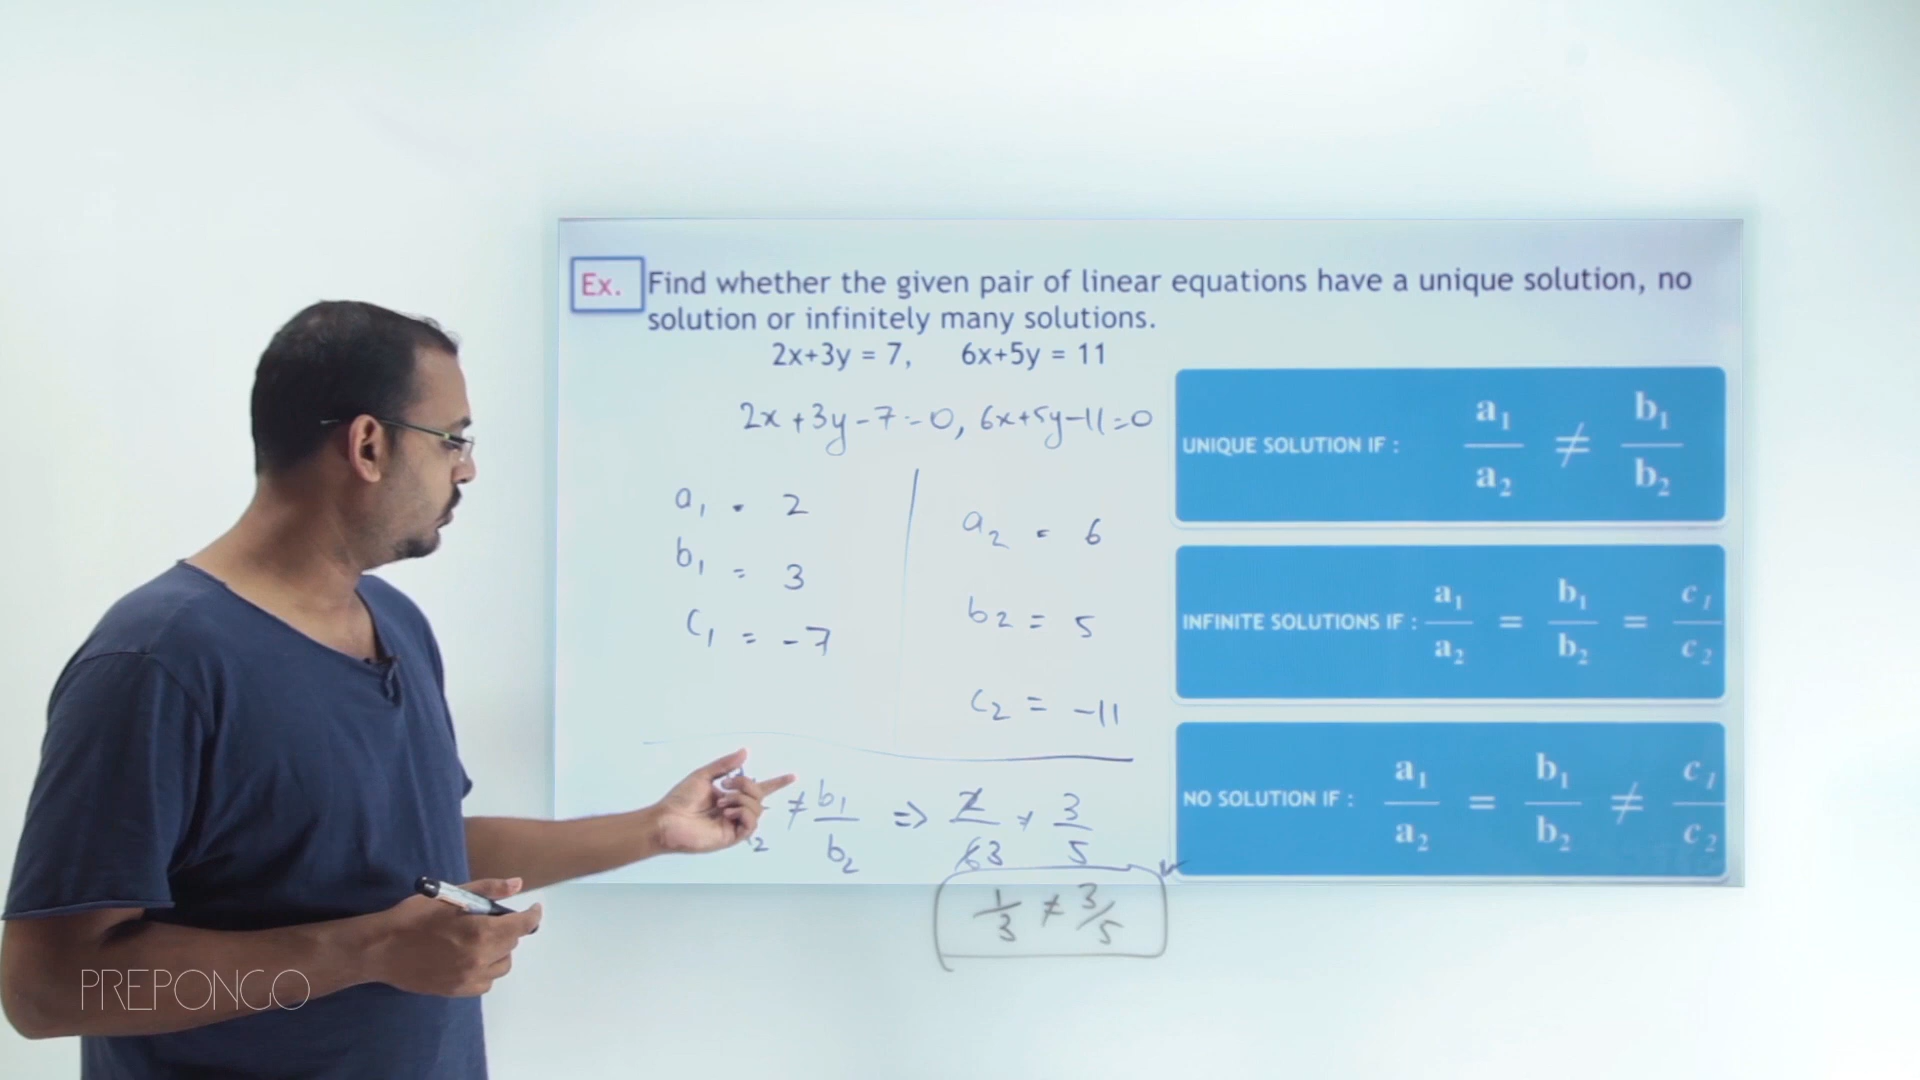 Ex. Find whether the given pair of linear equations have a unique solution, no
solution or infinitely many solutions.
2x+3y = 7, 6x+5y = 11
2x+3y-7=0, 6x+5y-11=0
a₁ = 2
b₁ = 3
c₁ = -7
a₂ = 6
b2 = 5
c₂ = -11
₂ ≠ b₁/b₂ ⇒ 2/63 ≠ 3/5
1/3 ≠ 3/5
UNIQUE SOLUTION IF : a₁/a₂ ≠ b₁/b₂
INFINITE SOLUTIONS IF : a₁/a₂ = b₁/b₂ = c₁/c₂
NO SOLUTION IF : a₁/a₂ = b₁/b₂ ≠ c₁/c₂
PREPONGO